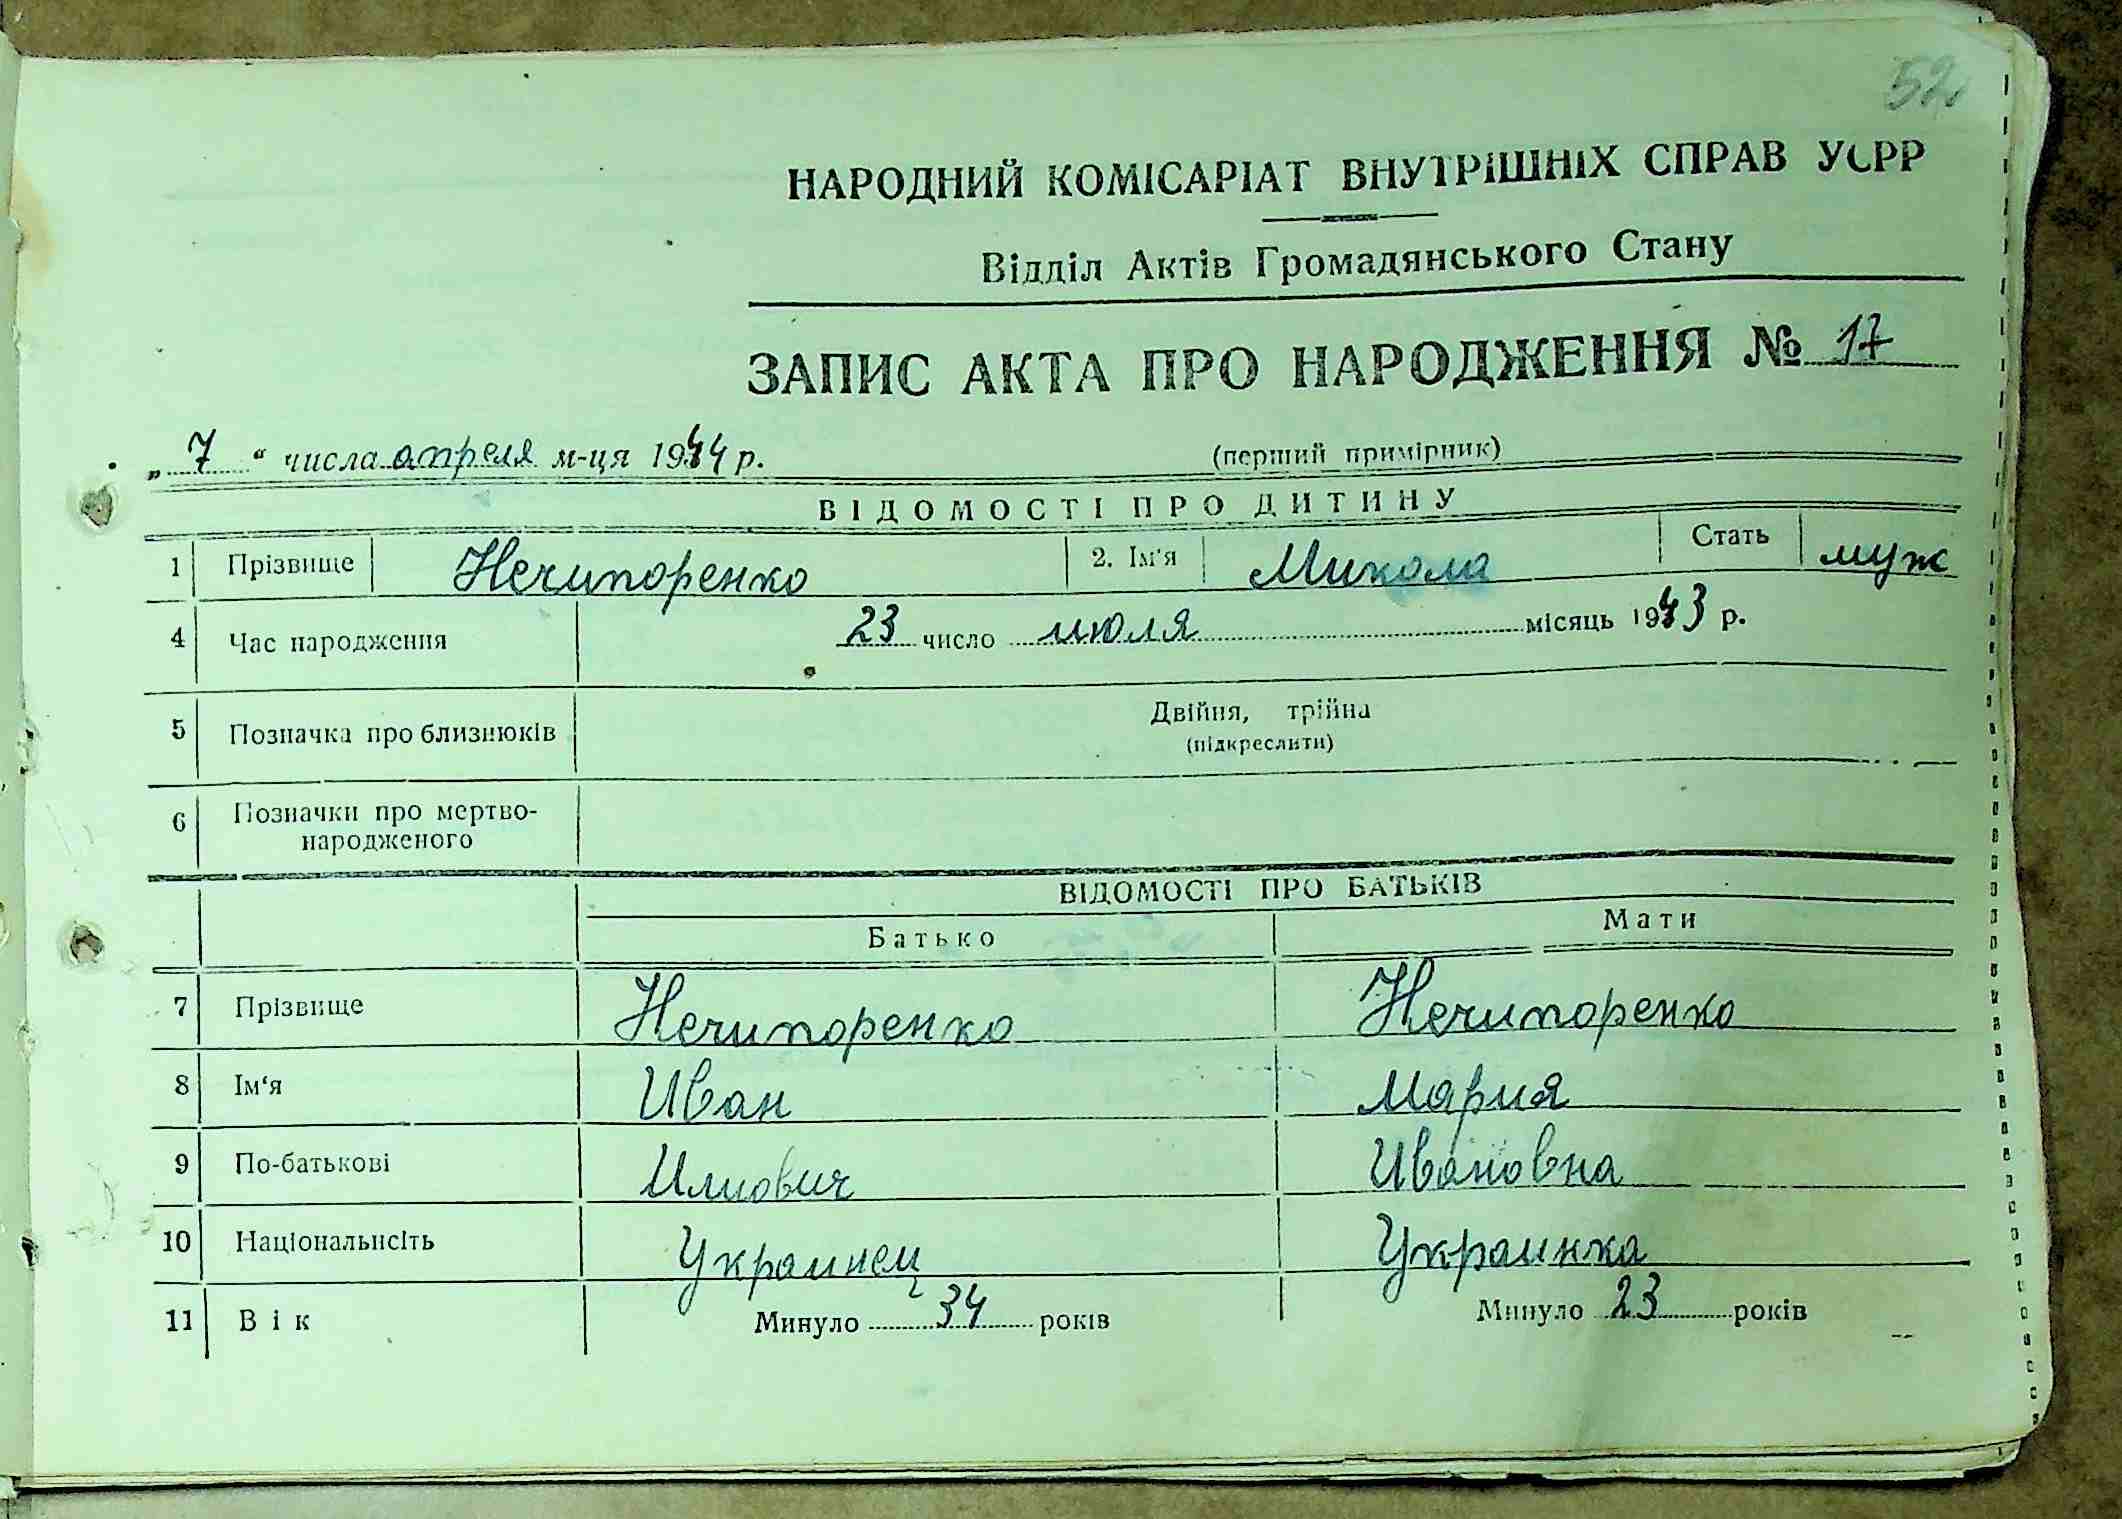 52
НАРОДНИЙ КОМІСАРІАТ ВНУТРІШНІХ СПРАВ УСРР
Відділ Актів Громадянського Стану
ЗАПИС АКТА ПРО НАРОДЖЕННЯ № 17
„ 7 “ числа апреля м-ця 1944 р. (перший примірник)
ВІДОМОСТІ ПРО ДИТИНУ
1 Прізвище Нечипоренко 2. Ім‘я Микола Стать муж
4 Час народження 23 число июля місяць 1943 р.
5 Позначка про близнюків Двійня, трійна
(підкреслити)
6 Позначки про мертво-
народженого
ВІДОМОСТІ ПРО БАТЬКІВ
Батько Мати
7 Прізвище Нечипоренко Нечипоренко
8 Ім‘я Иван Мария
9 По-батькові Илиович Ивановна
10 Національнсіть Украинец Украинка
11 Вік Минуло 34 років Минуло 23 років